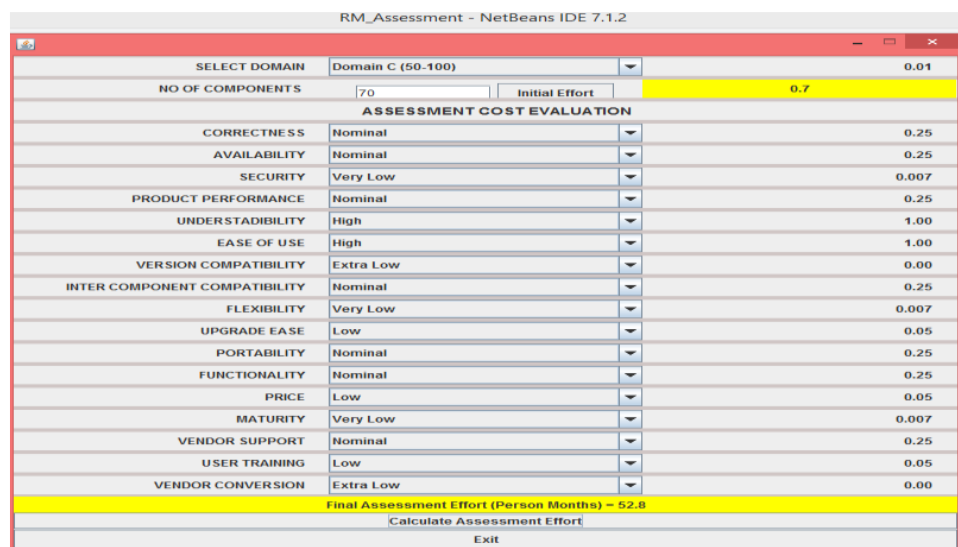 RM_Assessment - NetBeans IDE 7.1.2
SELECT DOMAIN Domain C (50-100) 0.01
NO OF COMPONENTS 70 Initial Effort 0.7
ASSESSMENT COST EVALUATION
CORRECTNESS Nominal 0.25
AVAILABILITY Nominal 0.25
SECURITY Very Low 0.007
PRODUCT PERFORMANCE Nominal 0.25
UNDERSTADIBILITY High 1.00
EASE OF USE High 1.00
VERSION COMPATIBILITY Extra Low 0.00
INTER COMPONENT COMPATIBILITY Nominal 0.25
FLEXIBILITY Very Low 0.007
UPGRADE EASE Low 0.05
PORTABILITY Nominal 0.25
FUNCTIONALITY Nominal 0.25
PRICE Low 0.05
MATURITY Very Low 0.007
VENDOR SUPPORT Nominal 0.25
USER TRAINING Low 0.05
VENDOR CONVERSION Extra Low 0.00
Final Assessment Effort (Person Months) = 52.8
Calculate Assessment Effort
Exit